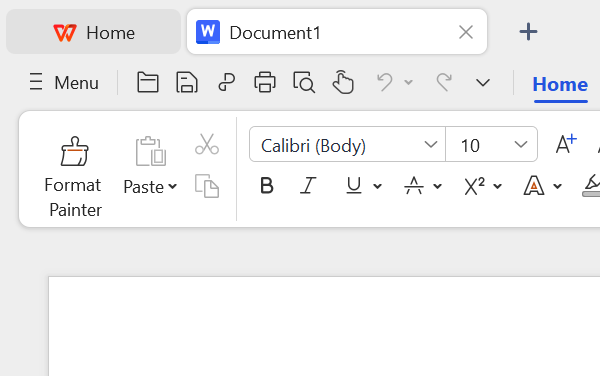 Home
Document1
Menu
Home
Format
Painter
Paste
Calibri (Body)
10
A+
B I U A X² A